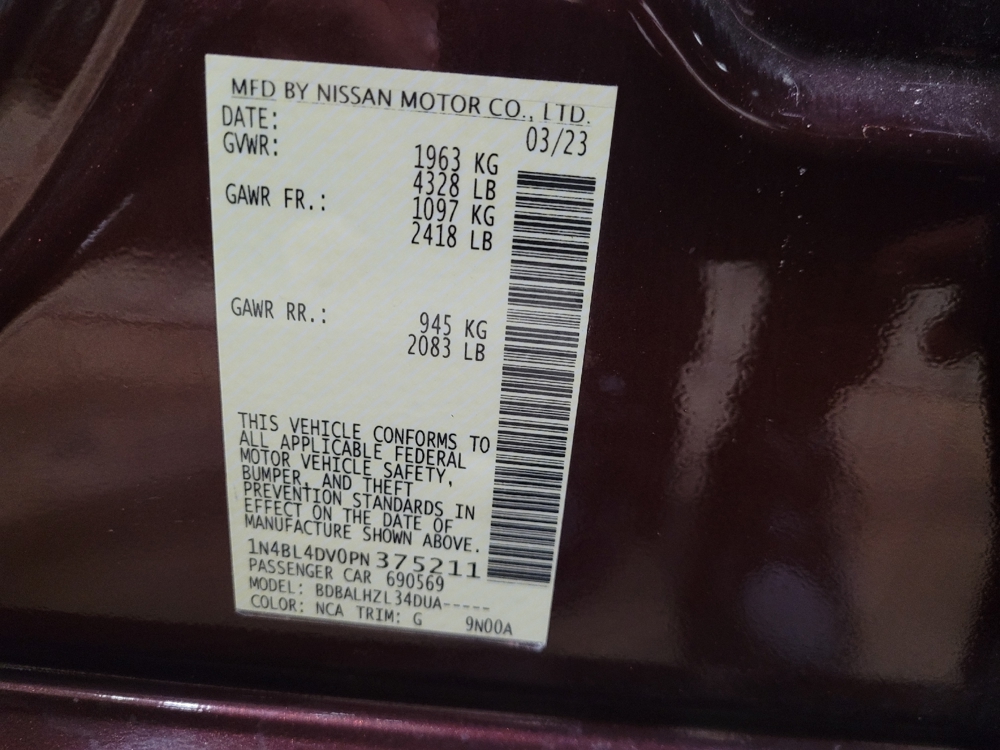 MFD BY NISSAN MOTOR CO., LTD.
DATE: 03/23
GVWR: 1963 KG
4328 LB
GAWR FR.: 1097 KG
2418 LB
GAWR RR.: 945 KG
2083 LB
THIS VEHICLE CONFORMS TO
ALL APPLICABLE FEDERAL
MOTOR VEHICLE SAFETY,
BUMPER, AND THEFT
PREVENTION STANDARDS IN
EFFECT ON THE DATE OF
MANUFACTURE SHOWN ABOVE.
1N4BL4DV0PN375211
PASSENGER CAR 690569
MODEL: BDBALHZL34DUA-----
COLOR: NCA TRIM: G 9N00A